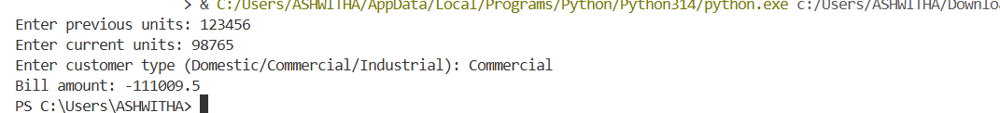 > & C:/Users/ASHWITHA/AppData/Local/Programs/Python/Python314/python.exe c:/Users/ASHWITHA/Downlo
Enter previous units: 123456
Enter current units: 98765
Enter customer type (Domestic/Commercial/Industrial): Commercial
Bill amount: -111009.5
PS C:\Users\ASHWITHA>